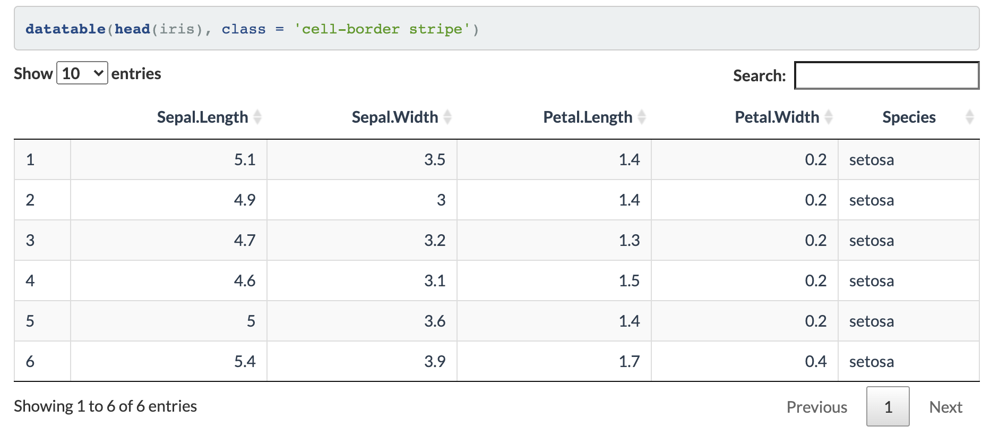 datatable(head(iris), class = 'cell-border stripe')
Show 10 entries Search:
Sepal.Length Sepal.Width Petal.Length Petal.Width Species
1 5.1 3.5 1.4 0.2 setosa
2 4.9 3 1.4 0.2 setosa
3 4.7 3.2 1.3 0.2 setosa
4 4.6 3.1 1.5 0.2 setosa
5 5 3.6 1.4 0.2 setosa
6 5.4 3.9 1.7 0.4 setosa
Showing 1 to 6 of 6 entries Previous 1 Next